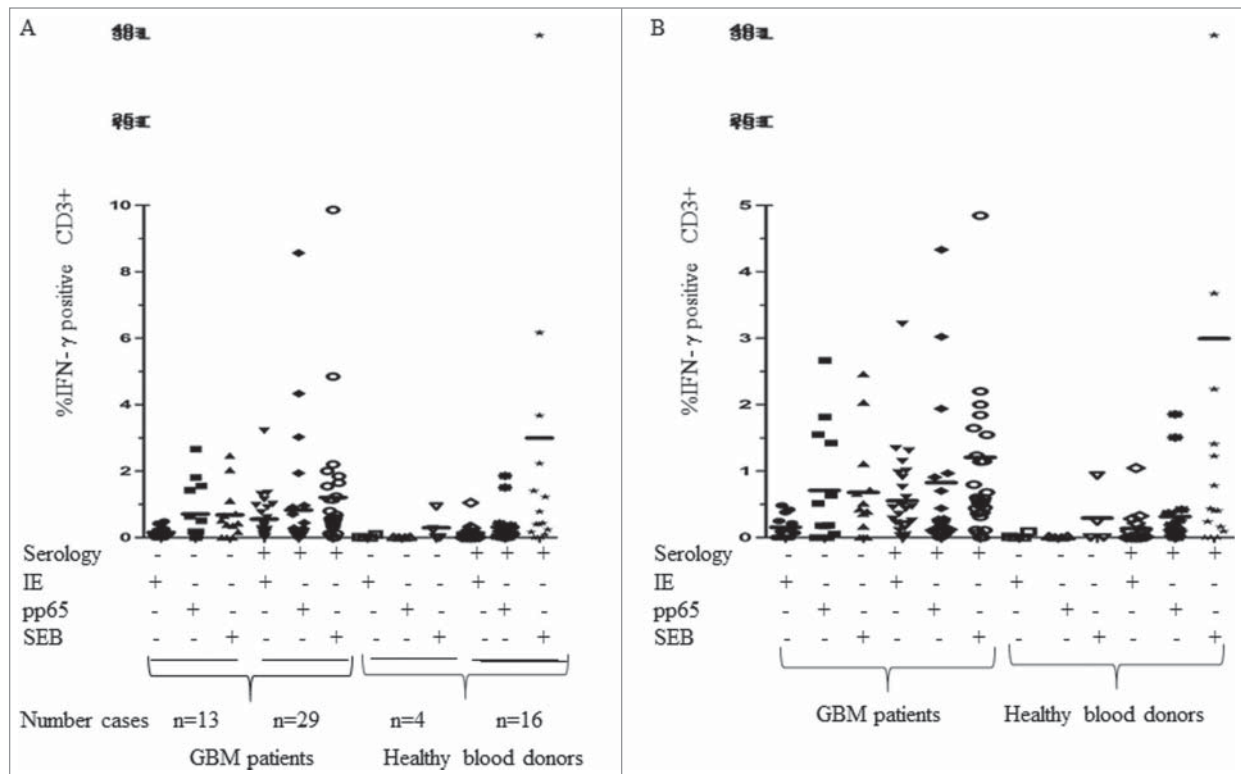 A
%IFN-γ positive CD3+
10
8
6
4
2
0
Serology - - - + + + - - - + + +
IE + - - + - - + - - + - -
pp65 - + - - + - - + - - + -
SEB - - + - - + - - + - - +
Number cases n=13 n=29 n=4 n=16
GBM patients Healthy blood donors
B
%IFN-γ positive CD3+
5
4
3
2
1
0
Serology - - - + + + - - - + + +
IE + - - + - - + - - + - -
pp65 - + - - + - - + - - + -
SEB - - + - - + - - + - - +
GBM patients Healthy blood donors